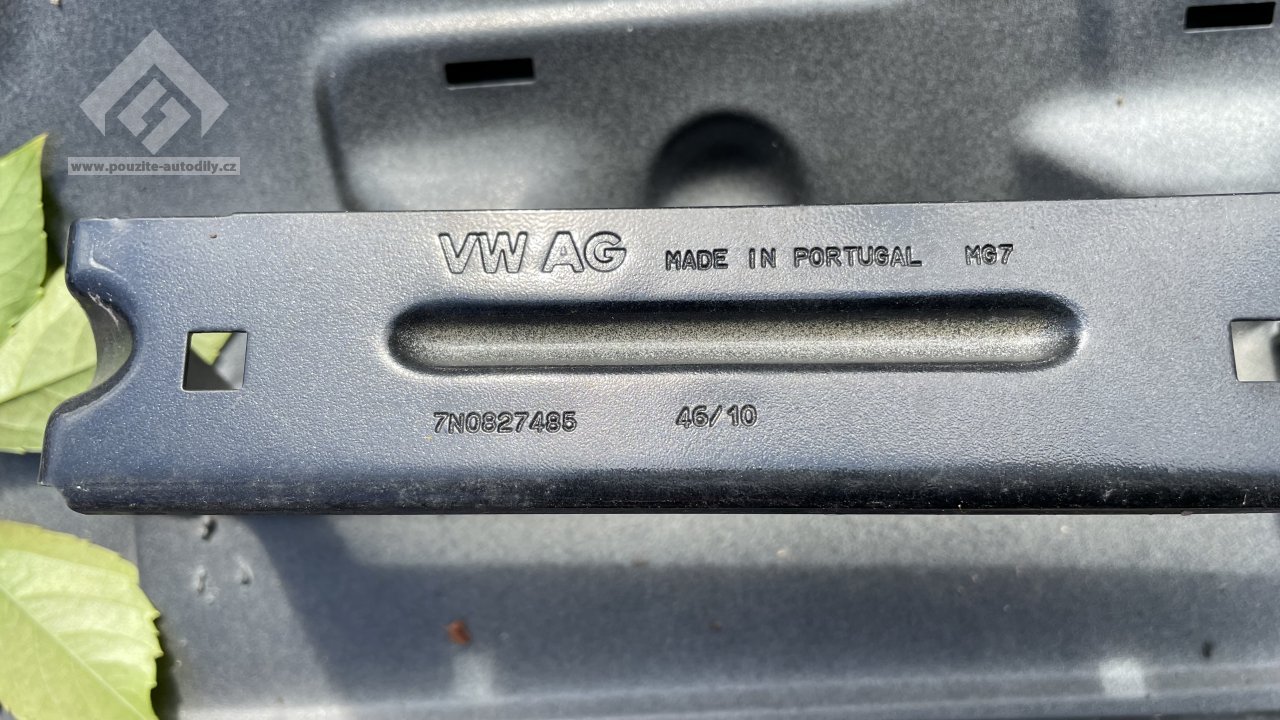 www.pouzite-autodily.cz
VW AG MADE IN PORTUGAL MG7
7N0827485 46/10